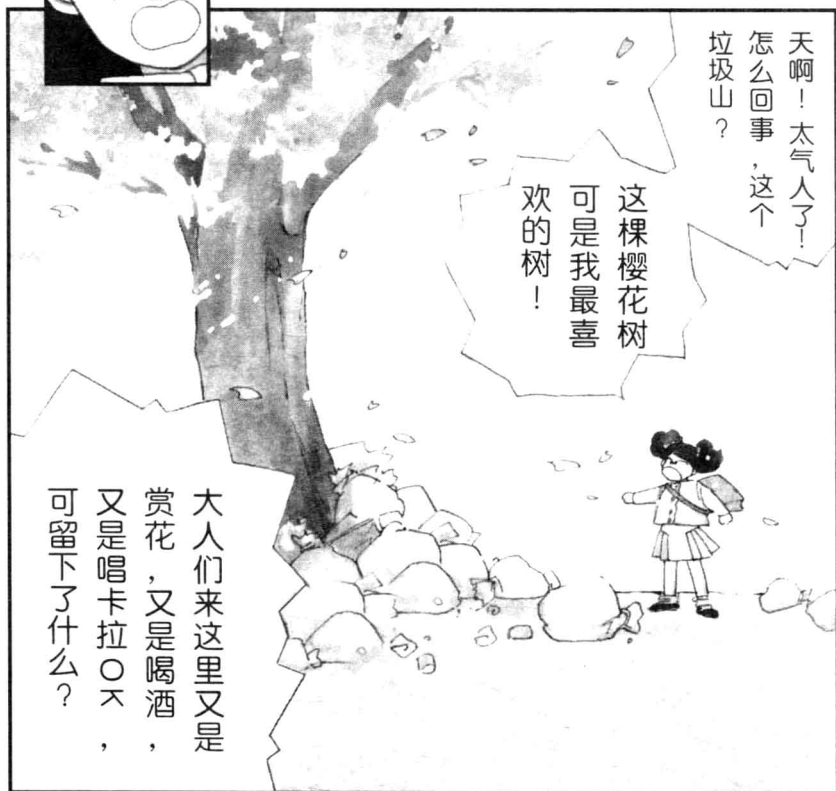 天啊！太气人了！
怎么回事，这个
垃圾山？
这棵樱花树
可是我最喜
欢的树！
大人们来这里又是
赏花，又是喝酒，
又是唱卡拉OK，
可留下了什么？